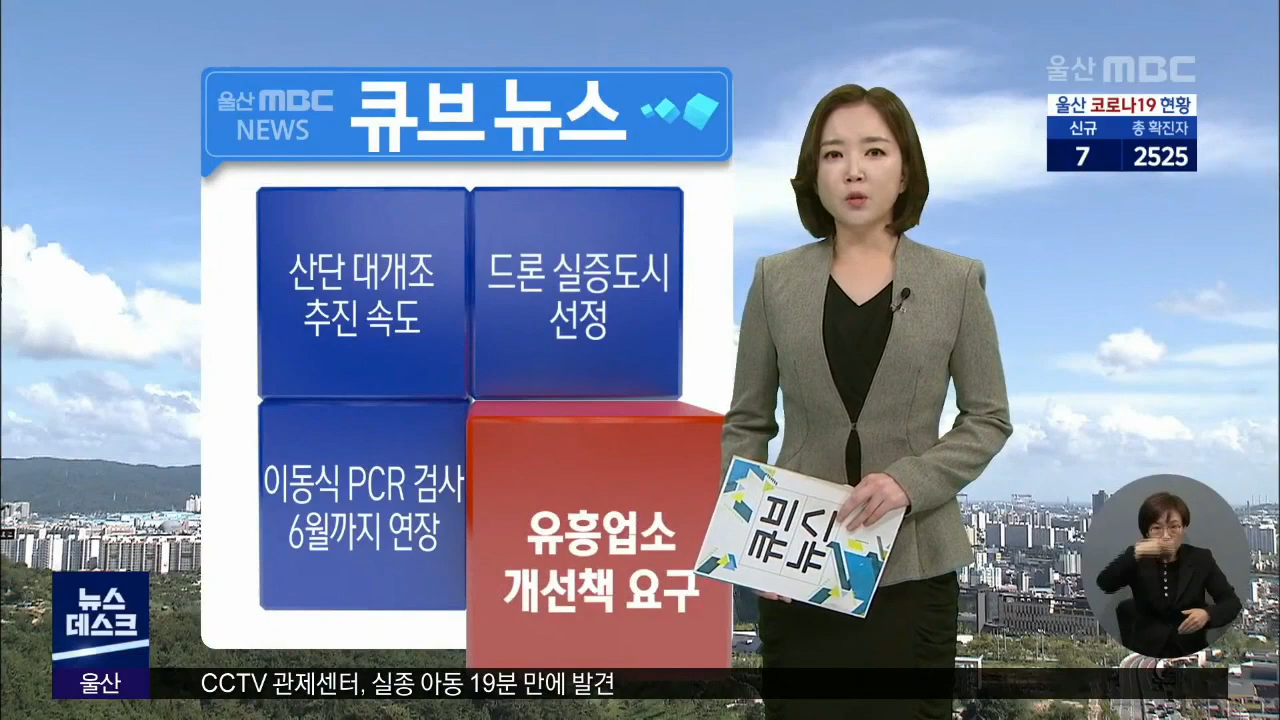 울산 MBC
NEWS
큐브 뉴스
산단 대개조
추진 속도
드론 실증도시
선정
이동식 PCR 검사
6월까지 연장
유흥업소
개선책 요구
울산 MBC
울산 코로나19 현황
신규 총 확진자
7 2525
큐브
뉴스
뉴스
데스크
울산
CCTV 관제센터, 실종 아동 19분 만에 발견